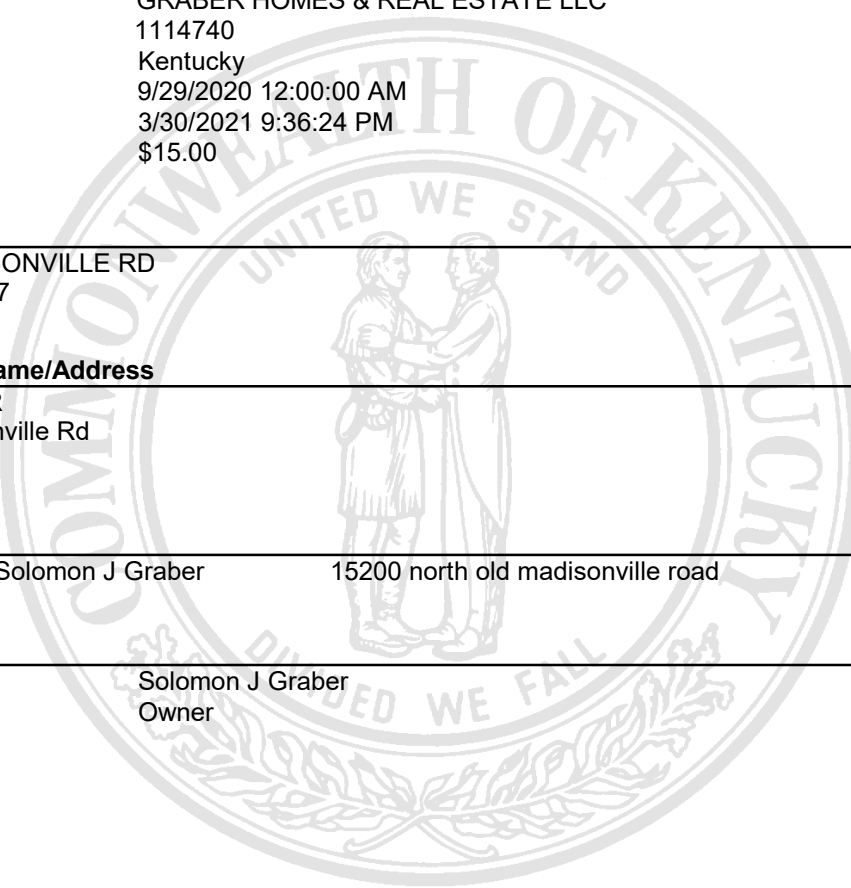 GRABER HOMES & REAL ESTATE LLC
1114740
Kentucky
9/29/2020 12:00:00 AM
3/30/2021 9:36:24 PM
$15.00
COMMONWEALTH OF KENTUCKY
UNITED WE STAND
ONVILLE RD
7
ame/Address
R
nville Rd
Solomon J Graber 15200 north old madisonville road
DIVIDED WE FALL
Solomon J Graber
Owner